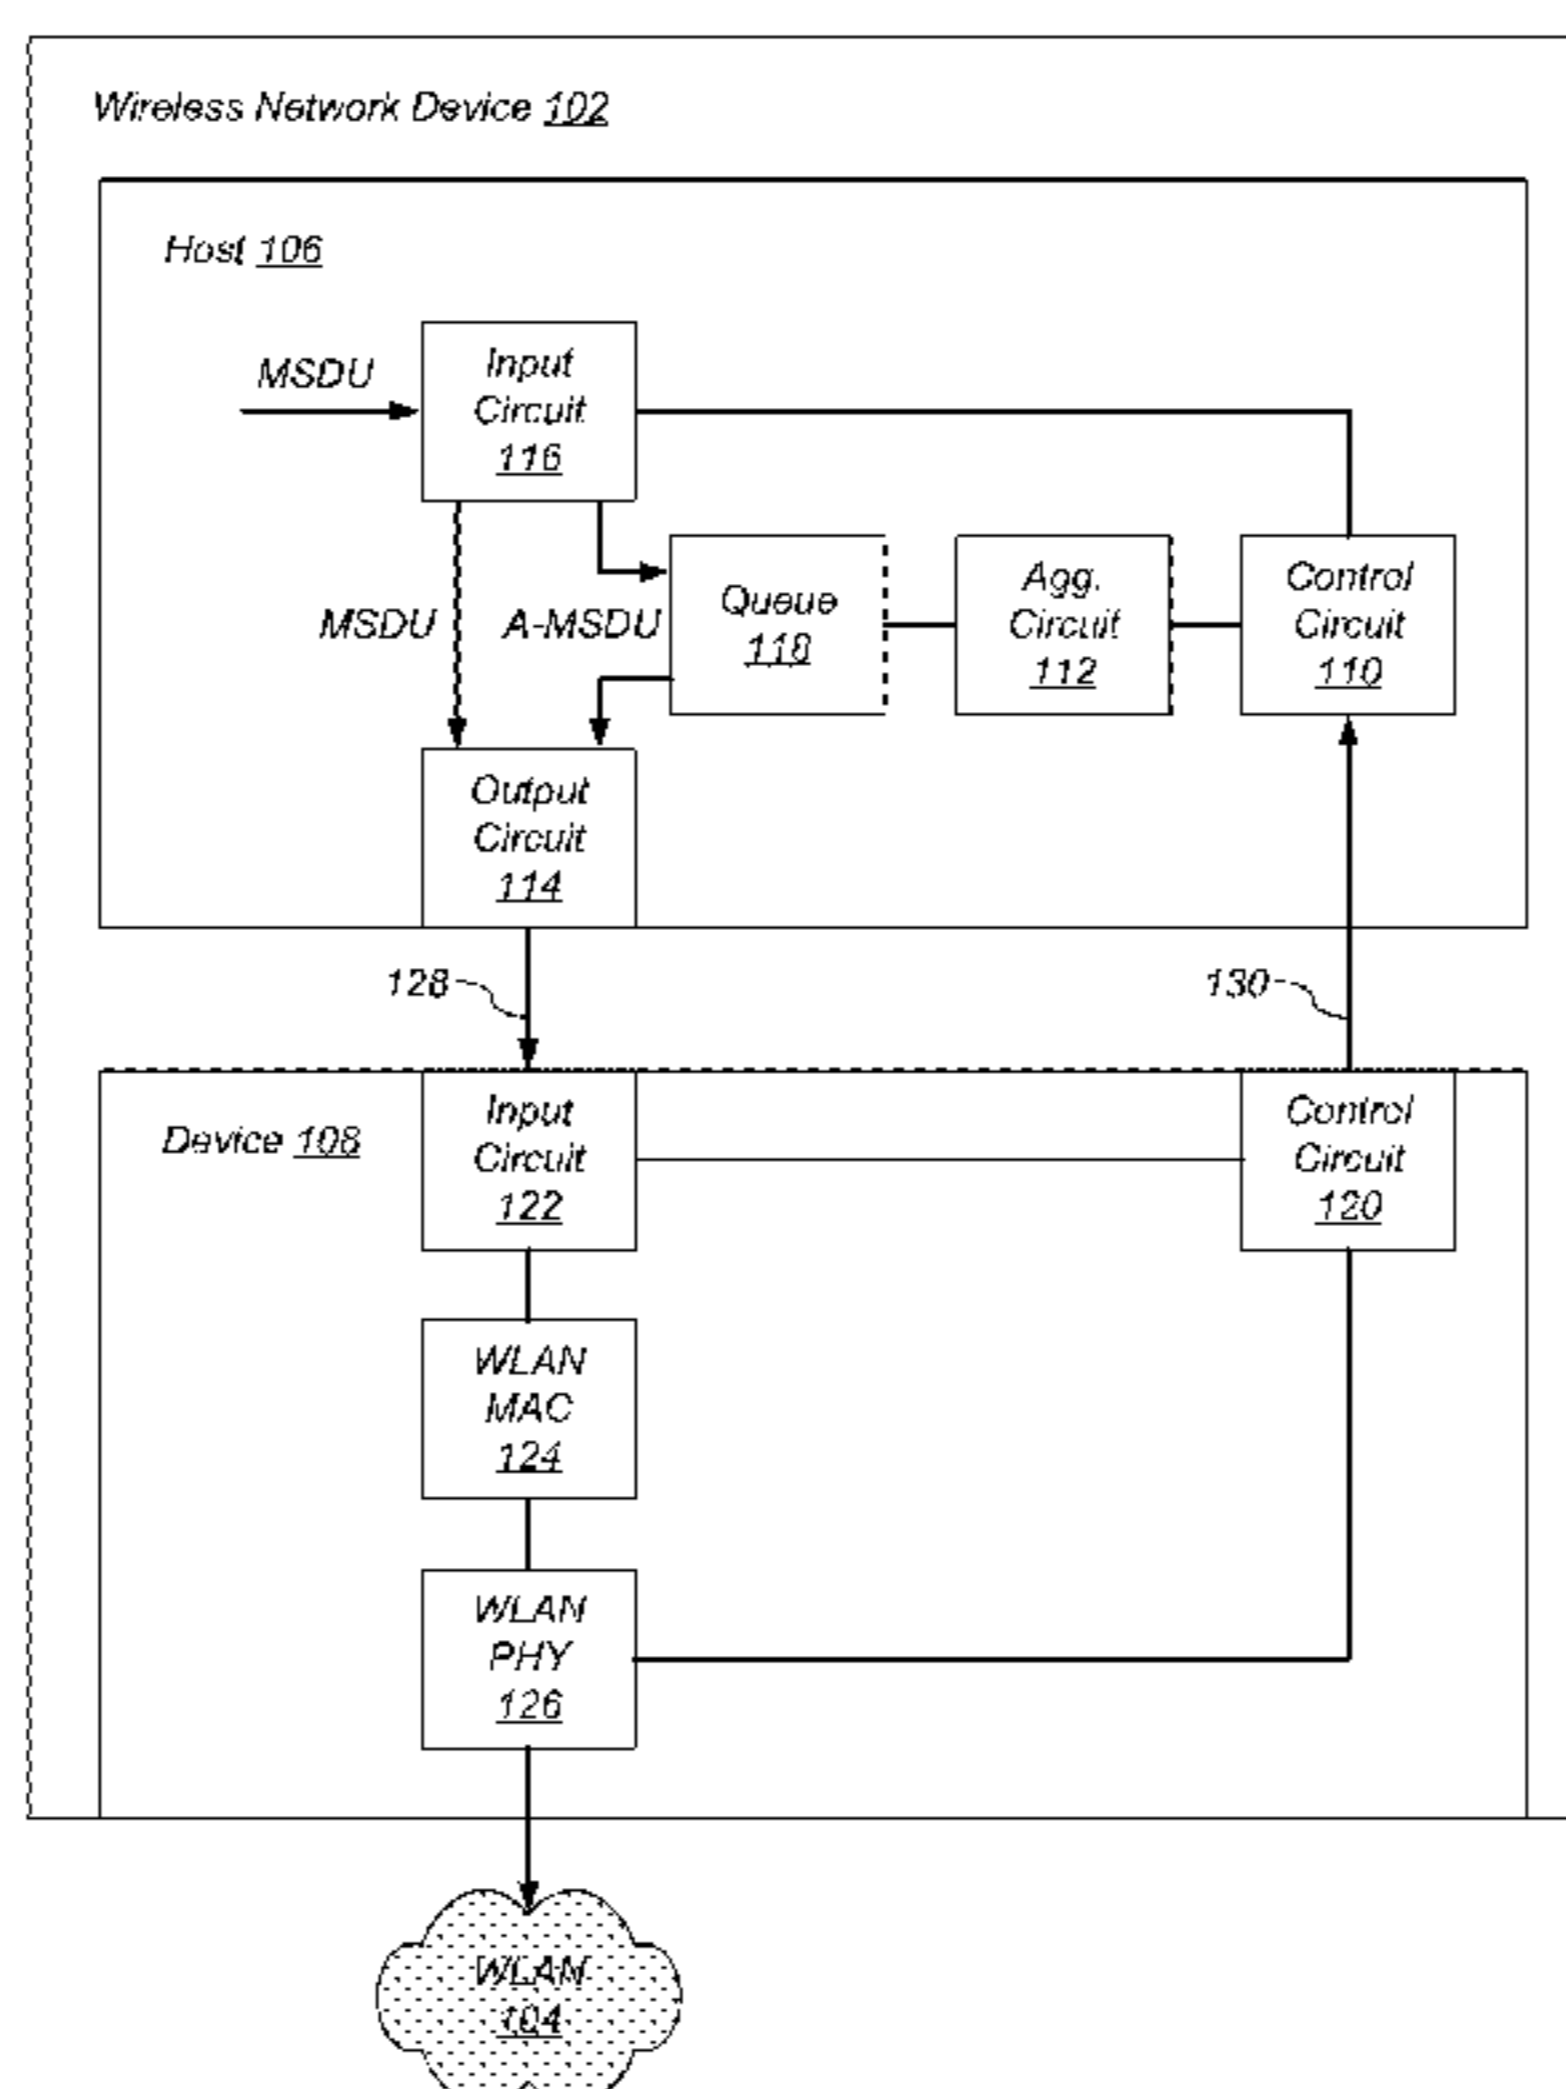 Wireless Network Device 102
Host 106
MSDU
Input
Circuit
116
MSDU
A-MSDU
Queue
118
Agg.
Circuit
112
Control
Circuit
110
Output
Circuit
114
128
130
Device 108
Input
Circuit
122
Control
Circuit
120
WLAN
MAC
124
WLAN
PHY
126
WLAN
104